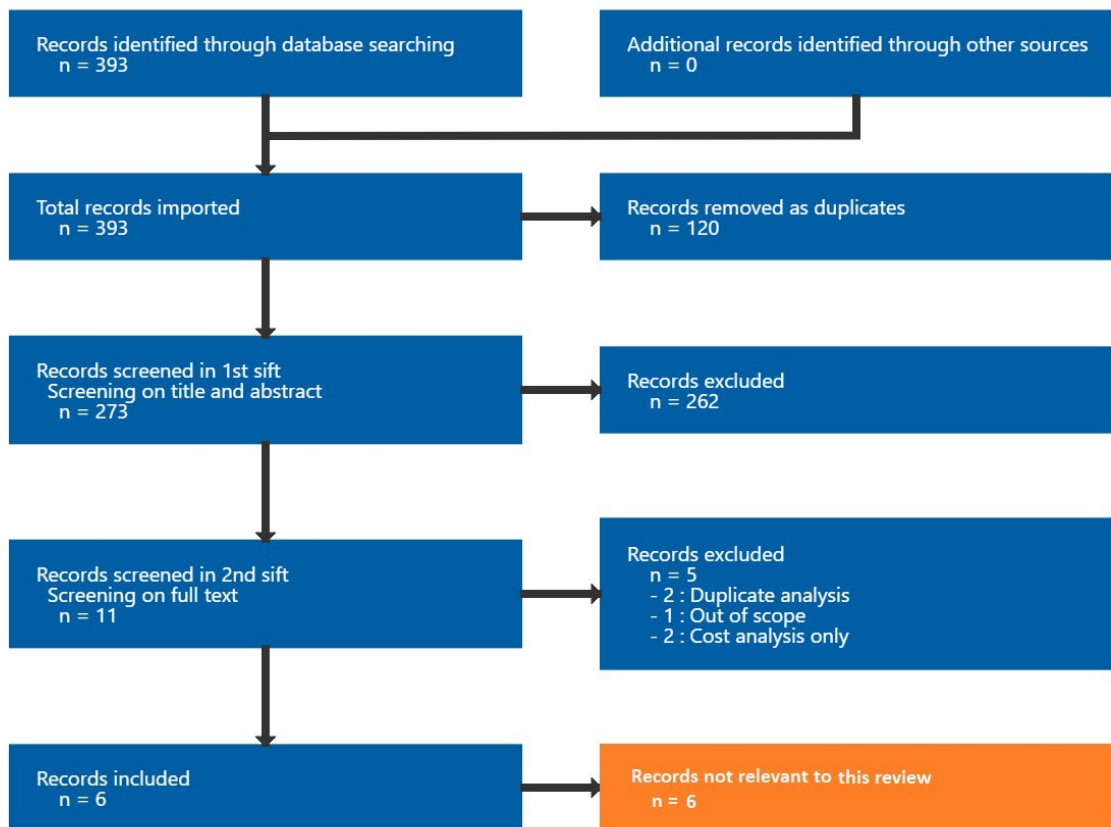 Records identified through database searching
n = 393
Additional records identified through other sources
n = 0
Total records imported
n = 393
Records removed as duplicates
n = 120
Records screened in 1st sift
Screening on title and abstract
n = 273
Records excluded
n = 262
Records screened in 2nd sift
Screening on full text
n = 11
Records excluded
n = 5
- 2 : Duplicate analysis
- 1 : Out of scope
- 2 : Cost analysis only
Records included
n = 6
Records not relevant to this review
n = 6